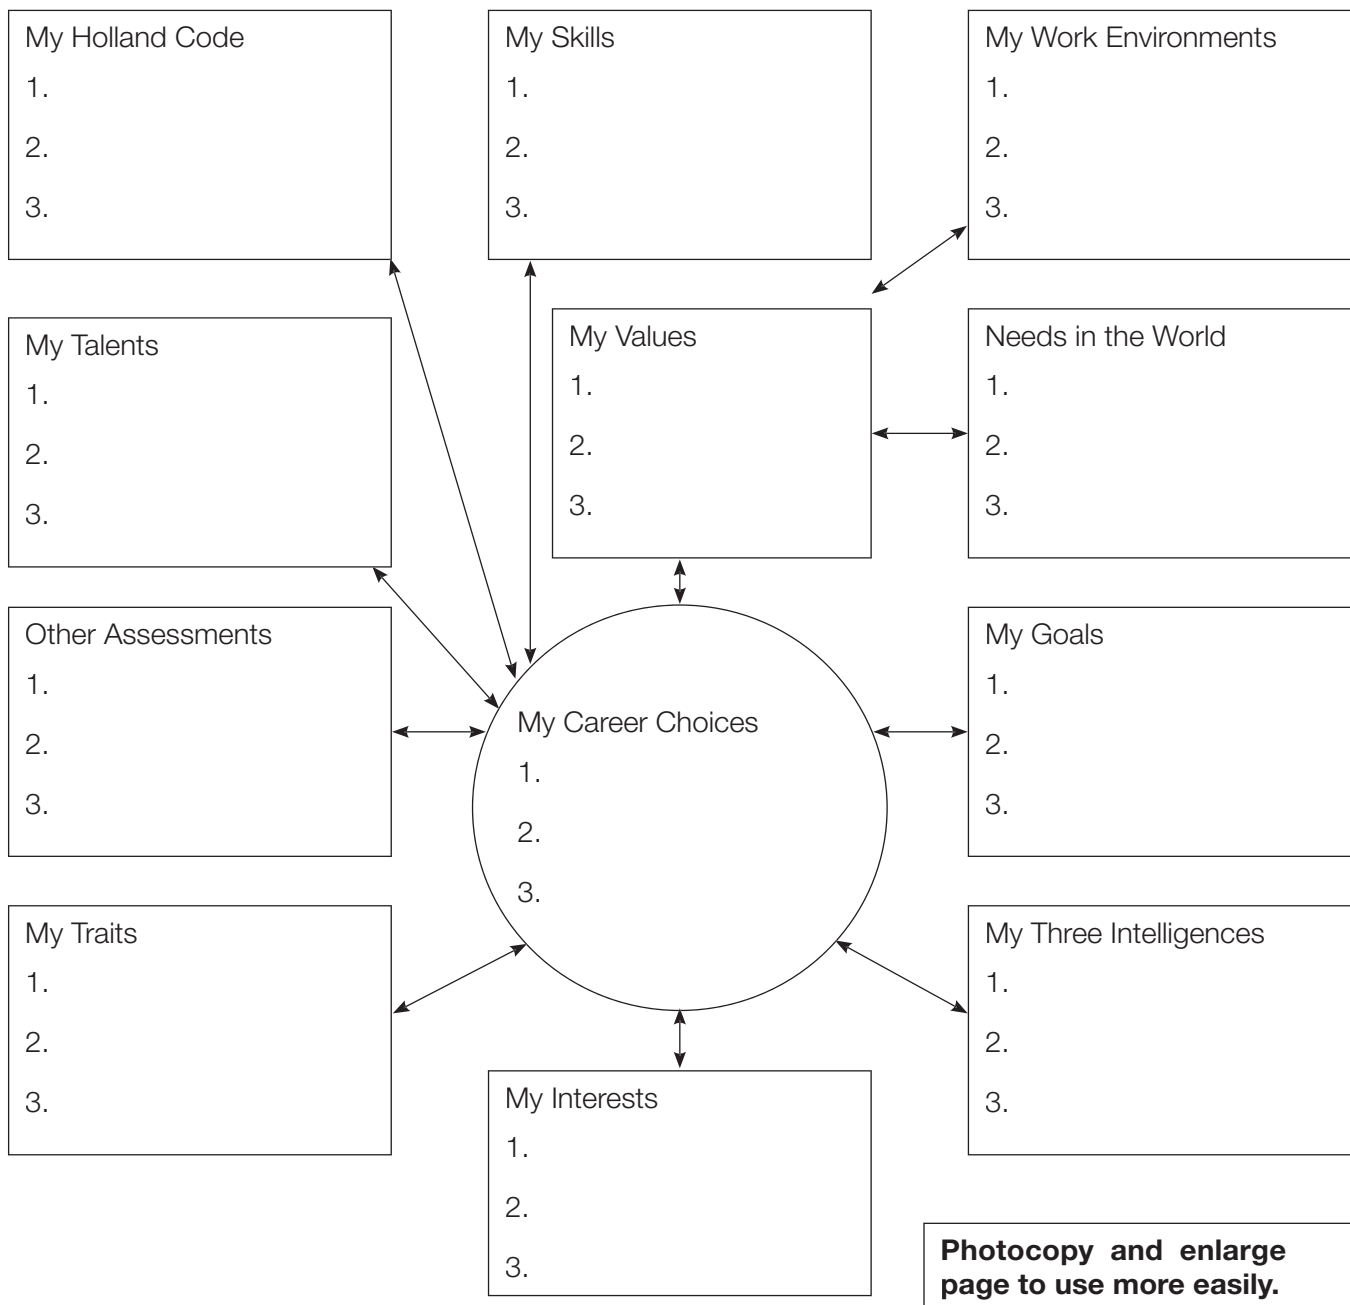 My Holland Code
1.
2.
3.
My Skills
1.
2.
3.
My Work Environments
1.
2.
3.
My Talents
1.
2.
3.
My Values
1.
2.
3.
Needs in the World
1.
2.
3.
Other Assessments
1.
2.
3.
My Career Choices
1.
2.
3.
My Goals
1.
2.
3.
My Traits
1.
2.
3.
My Interests
1.
2.
3.
My Three Intelligences
1.
2.
3.
Photocopy and enlarge
page to use more easily.